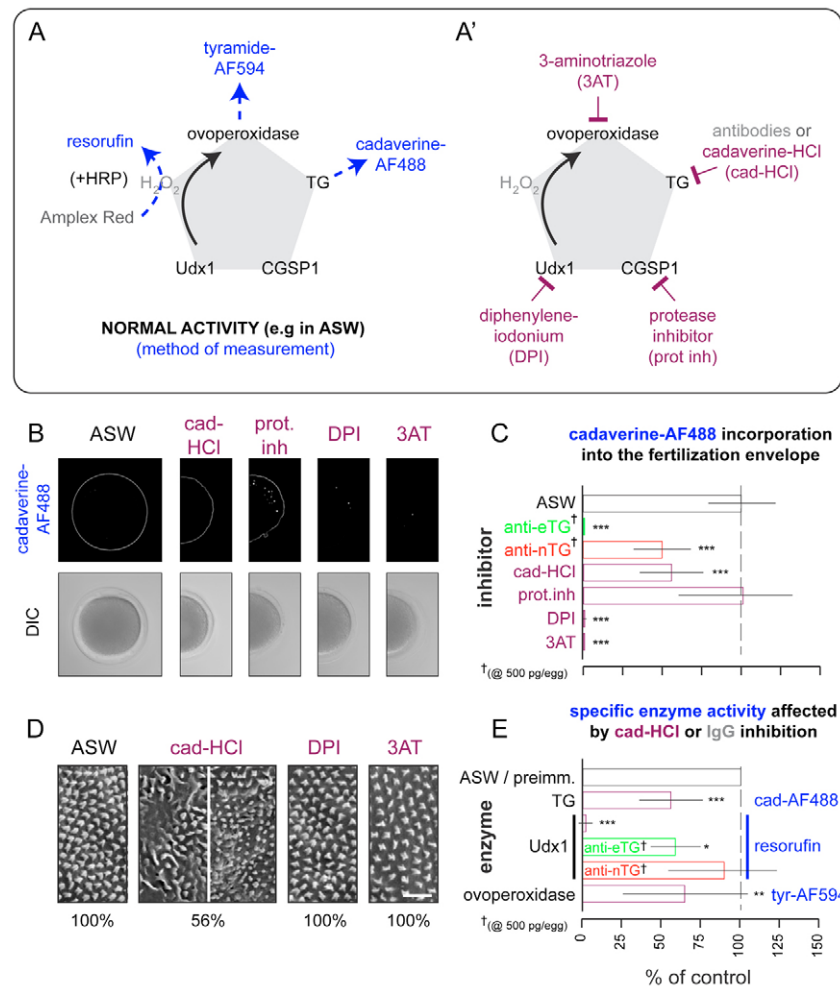 A
tyramide-
AF594
ovoperoxidase
resorufin
cadaverine-
AF488
(+HRP)
H2O2
TG
Amplex Red
Udx1
CGSP1
NORMAL ACTIVITY (e.g in ASW)
(method of measurement)
A'
3-aminotriazole
(3AT)
ovoperoxidase
antibodies or
cadaverine-HCl
(cad-HCl)
H2O2
TG
Udx1
CGSP1
diphenylene-
iodonium
(DPI)
protease
inhibitor
(prot inh)
B
ASW
cad-
HCl
prot.
inh
DPI
3AT
cadaverine-
AF488
DIC
C
cadaverine-AF488 incorporation
into the fertilization envelope
inhibitor
ASW
anti-eTG†
***
anti-nTG†
***
cad-HCl
***
prot.inh
DPI
***
3AT
***
†(@ 500 pg/egg)
D
ASW
cad-HCl
DPI
3AT
100%
56%
100%
100%
E
specific enzyme activity affected
by cad-HCl or IgG inhibition
enzyme
ASW / preimm.
TG
***
cad-AF488
***
Udx1
anti-eTG†
*
resorufin
anti-nTG†
ovoperoxidase
**
tyr-AF594
†(@ 500 pg/egg)
0
25
50
75
100
150
% of control